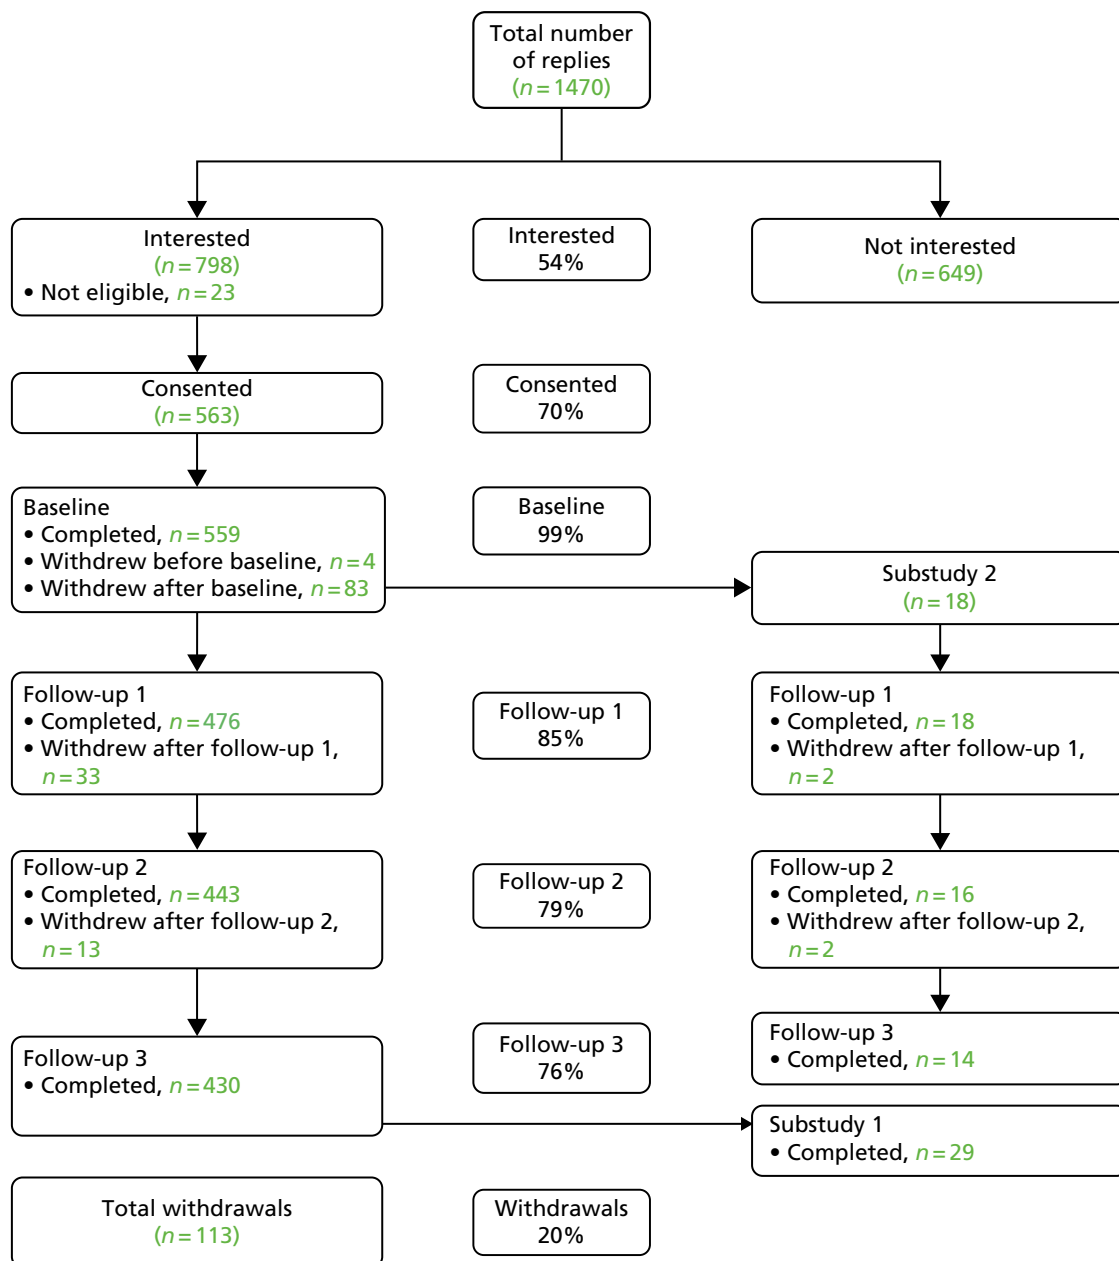 Total number
of replies
(n=1470)
Interested
(n=798)
• Not eligible, n=23
Interested
54%
Not interested
(n=649)
Consented
(n=563)
Consented
70%
Baseline
• Completed, n=559
• Withdrew before baseline, n=4
• Withdrew after baseline, n=83
Baseline
99%
Substudy 2
(n=18)
Follow-up 1
• Completed, n=476
• Withdrew after follow-up 1,
n=33
Follow-up 1
85%
Follow-up 1
• Completed, n=18
• Withdrew after follow-up 1,
n=2
Follow-up 2
• Completed, n=443
• Withdrew after follow-up 2,
n=13
Follow-up 2
79%
Follow-up 2
• Completed, n=16
• Withdrew after follow-up 2,
n=2
Follow-up 3
• Completed, n=430
Follow-up 3
76%
Follow-up 3
• Completed, n=14
Substudy 1
• Completed, n=29
Total withdrawals
(n=113)
Withdrawals
20%